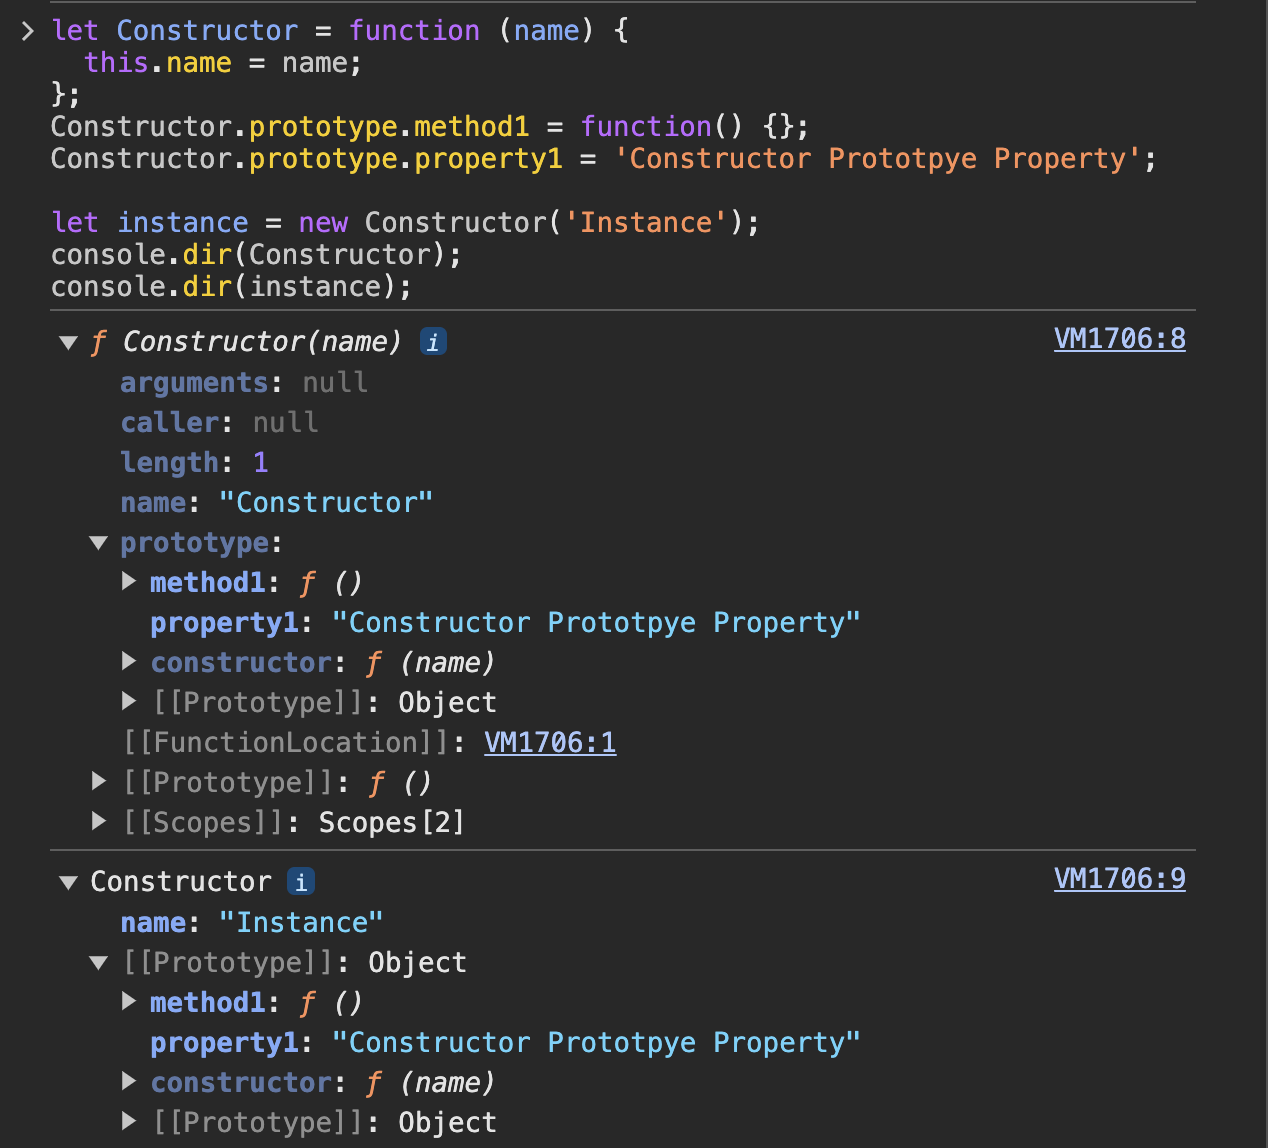 let Constructor = function (name) {
  this.name = name;
};
Constructor.prototype.method1 = function() {};
Constructor.prototype.property1 = 'Constructor Prototpye Property';

let instance = new Constructor('Instance');
console.dir(Constructor);
console.dir(instance);
ƒ Constructor(name) i VM1706:8
arguments: null
caller: null
length: 1
name: "Constructor"
prototype:
method1: ƒ ()
property1: "Constructor Prototpye Property"
constructor: ƒ (name)
[[Prototype]]: Object
[[FunctionLocation]]: VM1706:1
[[Prototype]]: ƒ ()
[[Scopes]]: Scopes[2]
Constructor i VM1706:9
name: "Instance"
[[Prototype]]: Object
method1: ƒ ()
property1: "Constructor Prototpye Property"
constructor: ƒ (name)
[[Prototype]]: Object